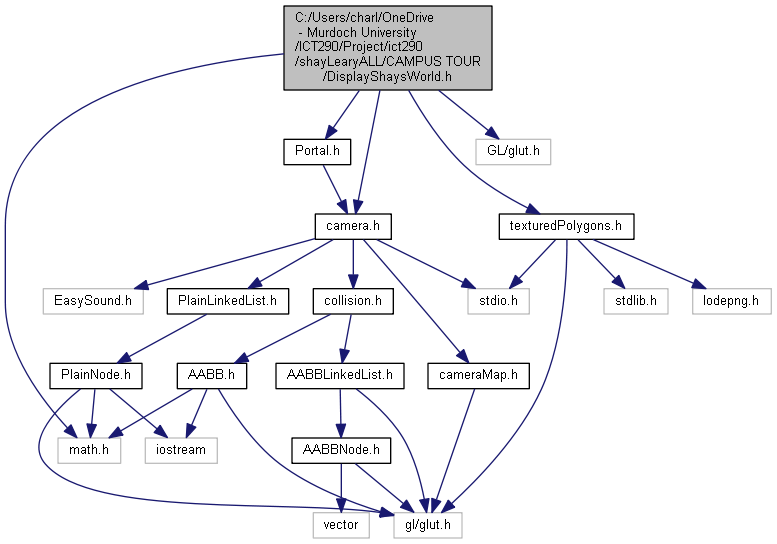 C:/Users/charl/OneDrive
- Murdoch University
/ICT290/Project/ict290
/shayLearyALL/CAMPUS TOUR
/DisplayShaysWorld.h
Portal.h
GL/glut.h
camera.h
texturedPolygons.h
EasySound.h
PlainLinkedList.h
collision.h
stdio.h
stdlib.h
lodepng.h
PlainNode.h
AABB.h
AABBLinkedList.h
cameraMap.h
math.h
iostream
AABBNode.h
vector
gl/glut.h